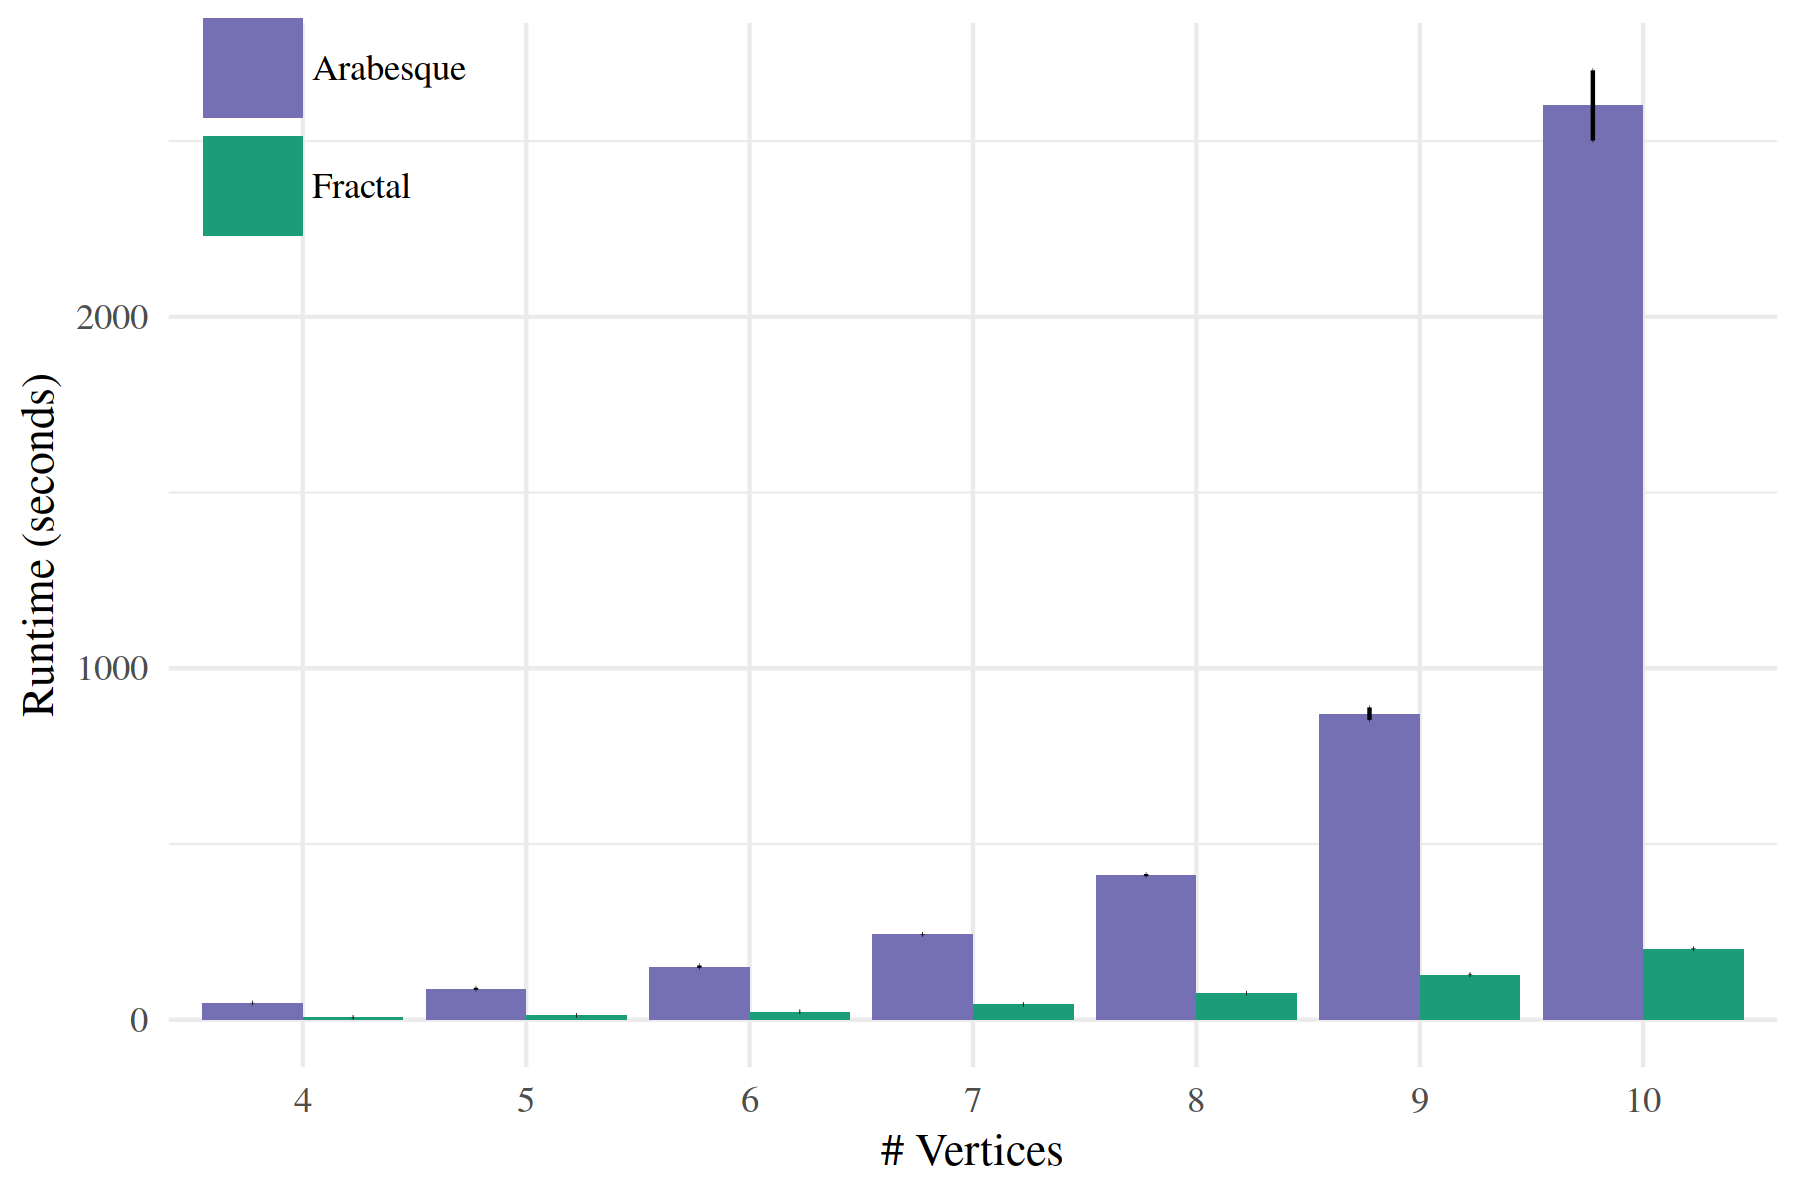 Arabesque
Fractal
2000
1000
0
Runtime (seconds)
4 5 6 7 8 9 10
# Vertices